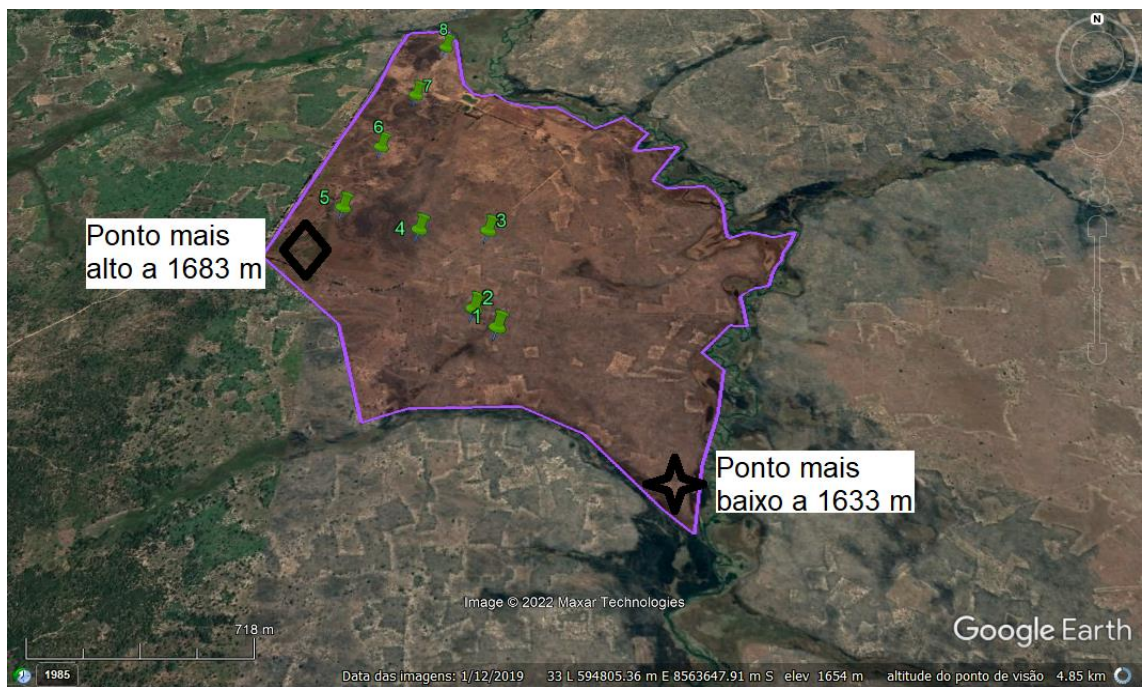 N
8
7
6
5
4
3
2
1
Ponto mais
alto a 1683 m
Ponto mais
baixo a 1633 m
Image © 2022 Maxar Technologies
718 m
Google Earth
1985
Data das imagens: 1/12/2019 33 L 594805.36 m E 8563647.91 m S elev 1654 m altitude do ponto de visão 4.85 km